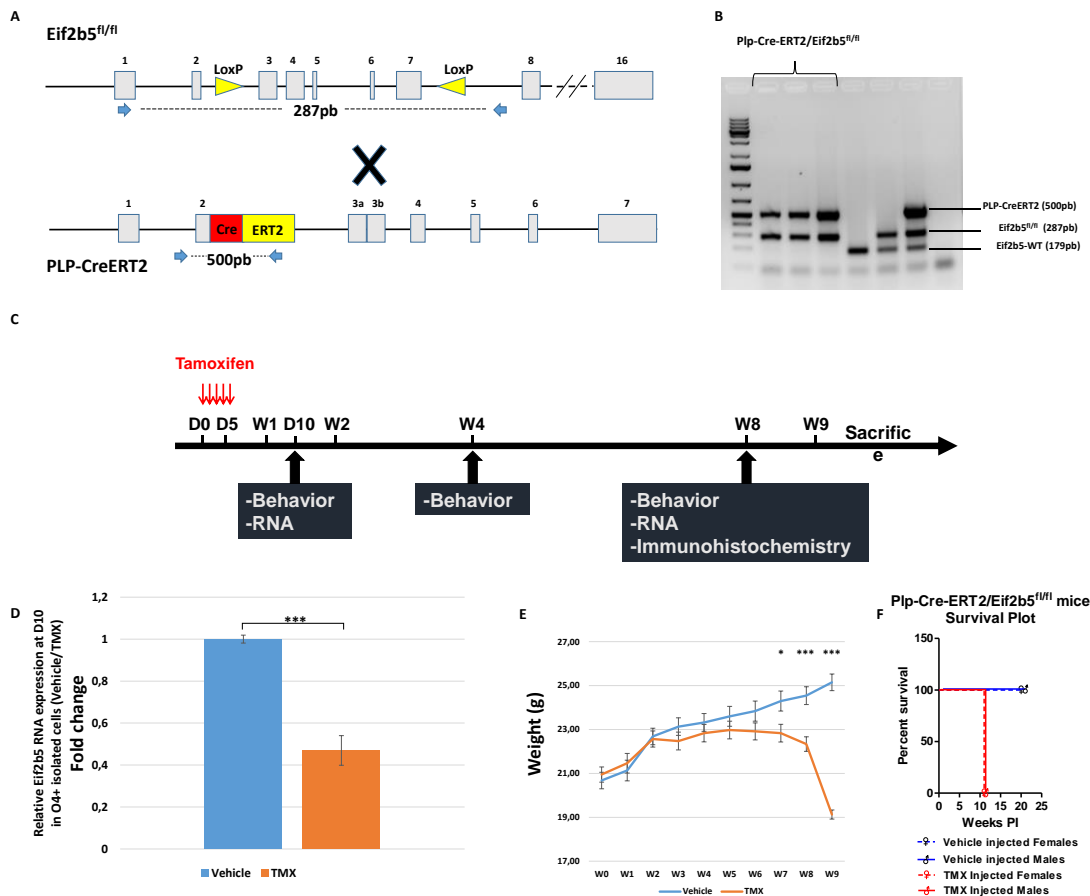 A
Eif2b5fl/fl
1 2 LoxP 3 4 5 6 7 LoxP 8 16
287pb
1 2 3a 3b 4 5 6 7
Cre ERT2
500pb
PLP-CreERT2
B
Plp-Cre-ERT2/Eif2b5fl/fl
PLP-CreERT2 (500pb)
Eif2b5fl/fl (287pb)
Eif2b5-WT (179pb)
C
Tamoxifen
D0 D5 W1 D10 W2 W4 W8 W9 Sacrific
e
-Behavior
-RNA
-Behavior
-Behavior
-RNA
-Immunohistochemistry
D
Relative Eif2b5 RNA expression at D10
in O4+ isolated cells (Vehicle/TMX)
Fold change
1,2
1
0,8
0,6
0,4
0,2
0
***
Vehicle TMX
E
Weight (g)
27,00
25,00
23,00
21,00
19,00
17,00
* *** ***
W0 W1 W2 W3 W4 W5 W6 W7 W8 W9
Vehicle TMX
F
Plp-Cre-ERT2/Eif2b5fl/fl mice
Survival Plot
Percent survival
150
100
50
0
0 5 10 15 20 25
Weeks PI
Vehicle injected Females
Vehicle injected Males
TMX Injected Females
TMX Injected Males